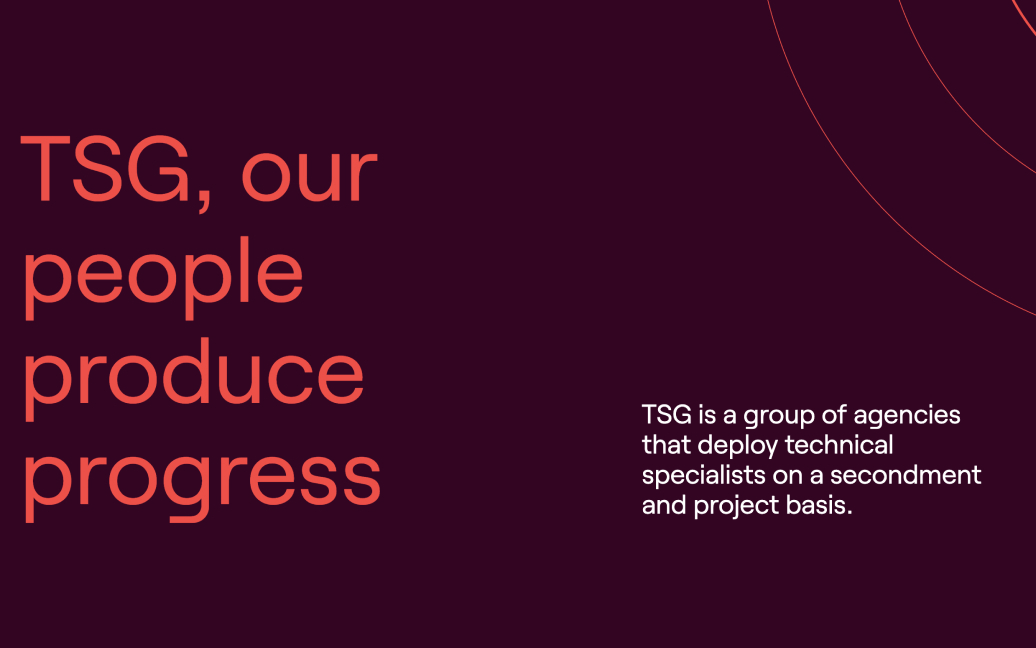 TSG, our
people
produce
progress
TSG is a group of agencies
that deploy technical
specialists on a secondment
and project basis.